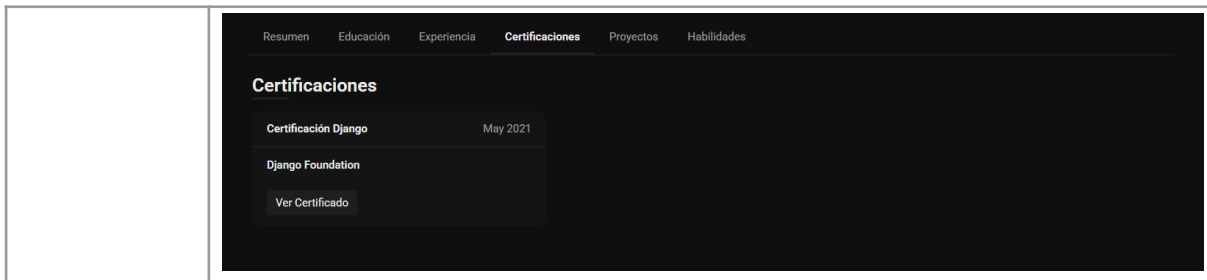 Resumen Educación Experiencia Certificaciones Proyectos Habilidades
Certificaciones
Certificación Django May 2021
Django Foundation
Ver Certificado